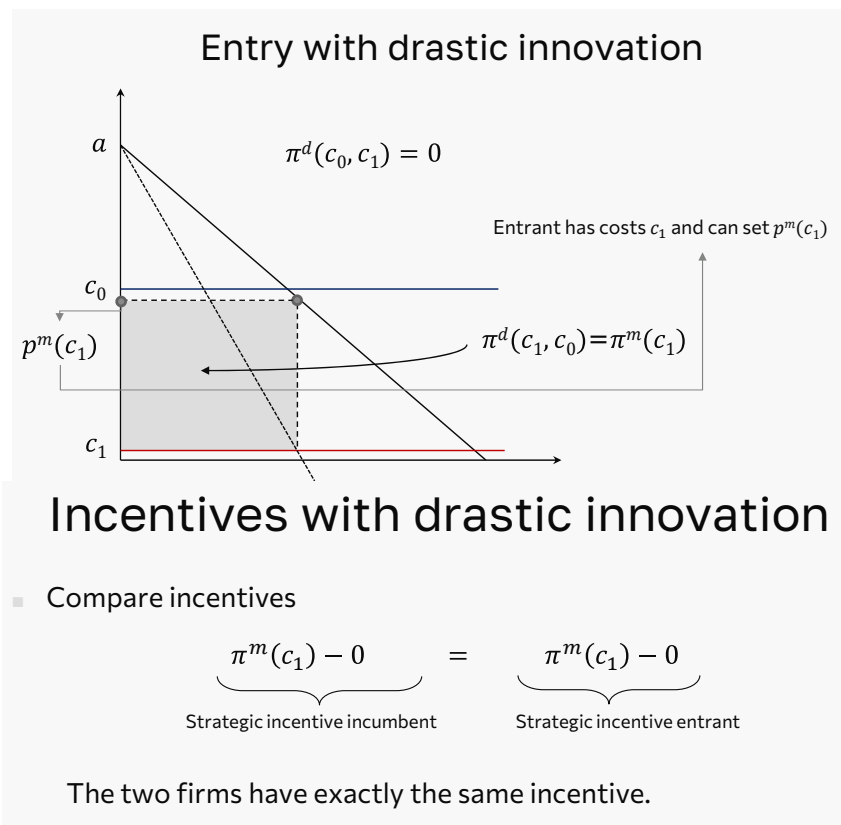 Entry with drastic innovation
a
π^d(c_0, c_1) = 0
Entrant has costs c_1 and can set p^m(c_1)
c_0
p^m(c_1)
π^d(c_1, c_0)=π^m(c_1)
c_1
Incentives with drastic innovation
Compare incentives
π^m(c_1) − 0 = π^m(c_1) − 0
Strategic incentive incumbent Strategic incentive entrant
The two firms have exactly the same incentive.